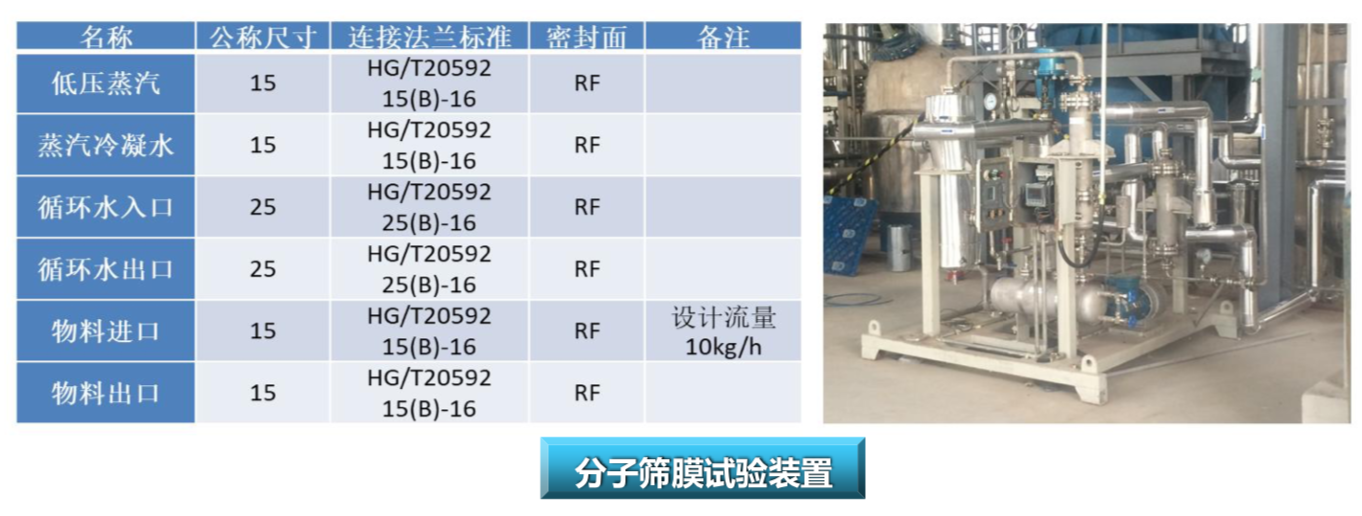 名称 公称尺寸 连接法兰标准 密封面 备注
低压蒸汽 15 HG/T20592 15(B)-16 RF
蒸汽冷凝水 15 HG/T20592 15(B)-16 RF
循环水入口 25 HG/T20592 25(B)-16 RF
循环水出口 25 HG/T20592 25(B)-16 RF
物料进口 15 HG/T20592 15(B)-16 RF 设计流量 10kg/h
物料出口 15 HG/T20592 15(B)-16 RF
分子筛膜试验装置